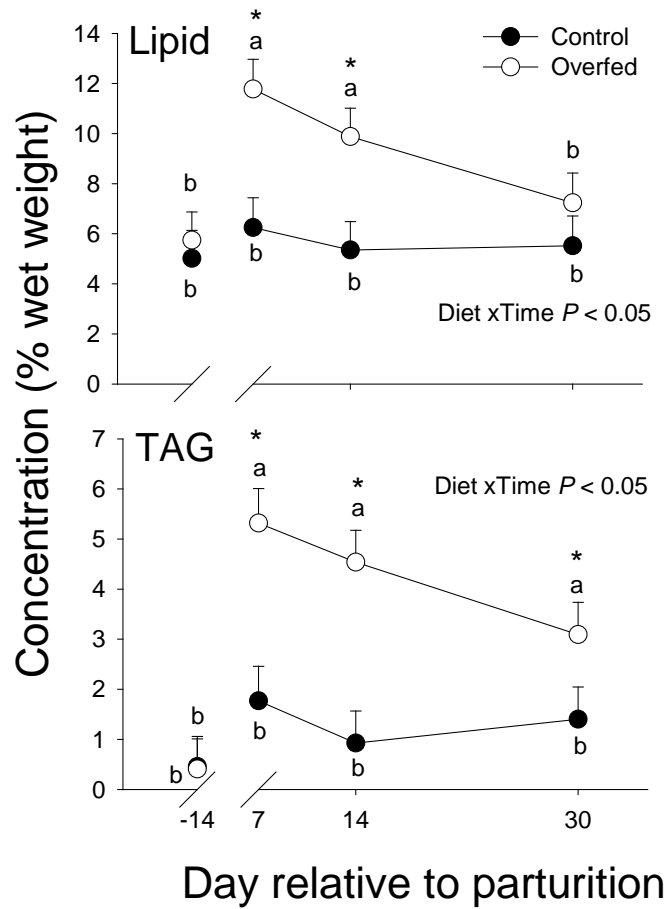 Concentration (% wet weight)
Lipid
Control
Overfed
14
12
10
8
6
4
2
0
*
a
*
a
b
b
b
b
b
b
Diet xTime P < 0.05
TAG
7
6
5
4
3
2
1
0
*
a
*
a
*
a
Diet xTime P < 0.05
b
b
b
b
b
-14 7 14 30
Day relative to parturition